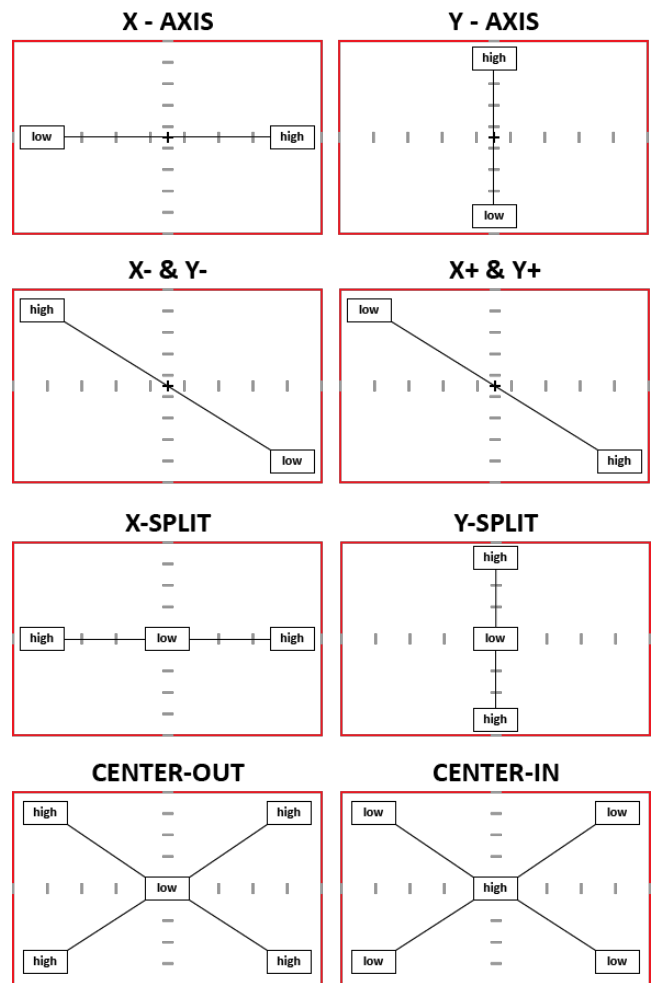 X - AXIS
Y - AXIS
high
low
high
low
X- & Y-
X+ & Y+
high
low
low
high
X-SPLIT
Y-SPLIT
high
high
low
high
low
high
CENTER-OUT
CENTER-IN
high
high
low
low
low
high
high
high
low
low